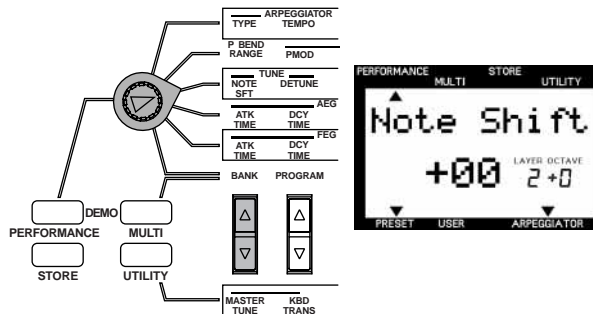 ARPEGGIATOR
TYPE TEMPO
P BEND
RANGE PMOD
TUNE
NOTE DETUNE
SFT
AEG
ATK DCY
TIME TIME
FEG
ATK DCY
TIME TIME
BANK PROGRAM
DEMO
PERFORMANCE MULTI
STORE UTILITY
MASTER KBD
TUNE TRANS
PERFORMANCE STORE
MULTI UTILITY
Note Shift
LAYER OCTAVE
+00 2 +0
PRESET USER ARPEGGIATOR